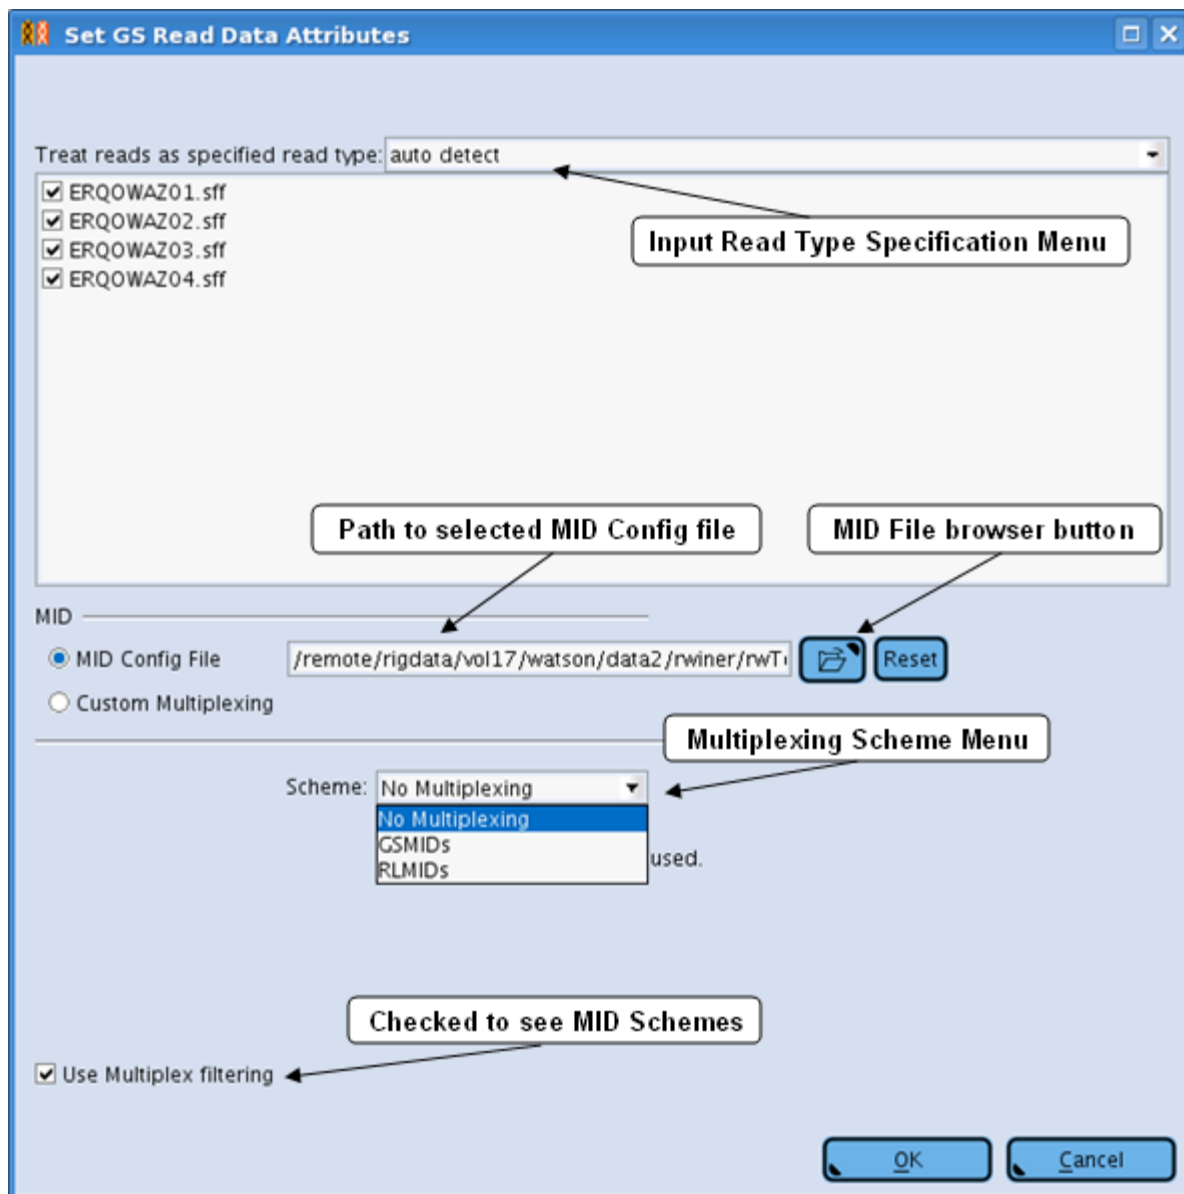 Set GS Read Data Attributes
Treat reads as specified read type: auto detect
ERQOWAZ01.sff
ERQOWAZ02.sff
ERQOWAZ03.sff
ERQOWAZ04.sff
Input Read Type Specification Menu
Path to selected MID Config file
MID File browser button
MID
MID Config File
/remote/rigdata/vol17/watson/data2/rwiner/rwT
Reset
Custom Multiplexing
Multiplexing Scheme Menu
Scheme: No Multiplexing
No Multiplexing
GSMIDs
used.
RLMIDs
Checked to see MID Schemes
Use Multiplex filtering
OK
Cancel